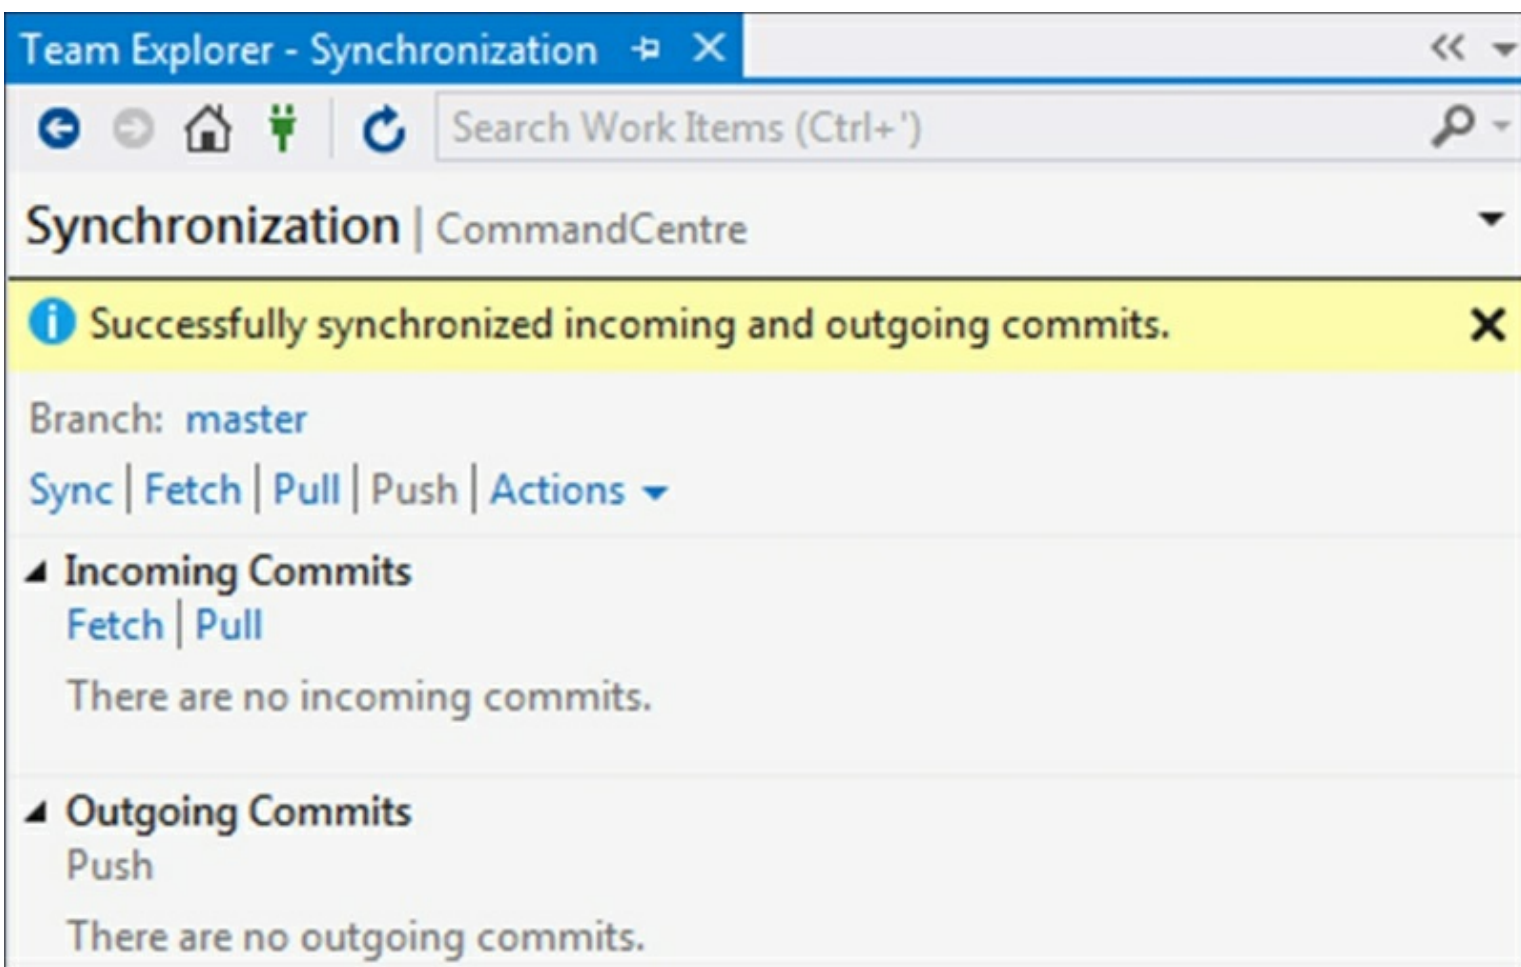 Team Explorer - Synchronization
Search Work Items (Ctrl+')
Synchronization | CommandCentre
Successfully synchronized incoming and outgoing commits.
Branch: master
Sync | Fetch | Pull | Push | Actions
Incoming Commits
Fetch | Pull
There are no incoming commits.
Outgoing Commits
Push
There are no outgoing commits.